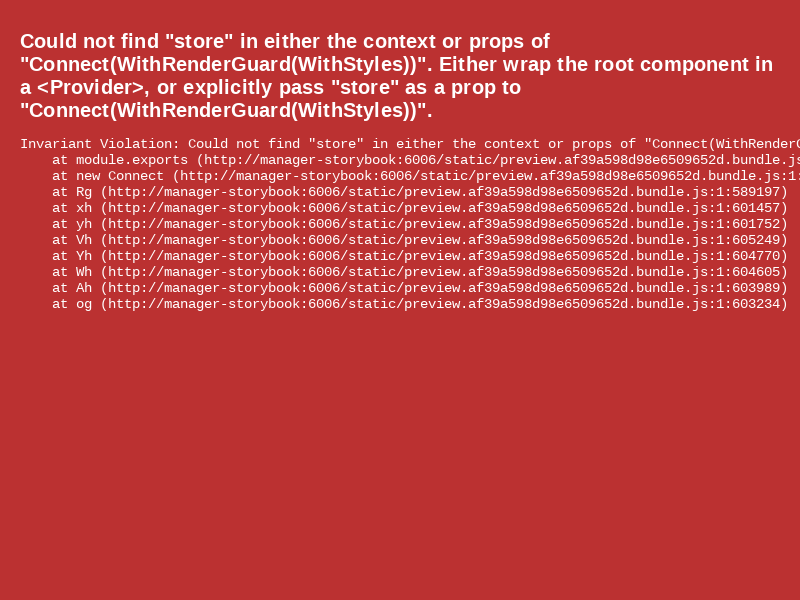 Could not find "store" in either the context or props of
"Connect(WithRenderGuard(WithStyles))". Either wrap the root component in
a <Provider>, or explicitly pass "store" as a prop to
"Connect(WithRenderGuard(WithStyles))".
Invariant Violation: Could not find "store" in either the context or props of "Connect(WithRenderG
at module.exports (http://manager-storybook:6006/static/preview.af39a598d98e6509652d.bundle.js
at new Connect (http://manager-storybook:6006/static/preview.af39a598d98e6509652d.bundle.js:1:
at Rg (http://manager-storybook:6006/static/preview.af39a598d98e6509652d.bundle.js:1:589197)
at xh (http://manager-storybook:6006/static/preview.af39a598d98e6509652d.bundle.js:1:601457)
at yh (http://manager-storybook:6006/static/preview.af39a598d98e6509652d.bundle.js:1:601752)
at Vh (http://manager-storybook:6006/static/preview.af39a598d98e6509652d.bundle.js:1:605249)
at Yh (http://manager-storybook:6006/static/preview.af39a598d98e6509652d.bundle.js:1:604770)
at Wh (http://manager-storybook:6006/static/preview.af39a598d98e6509652d.bundle.js:1:604605)
at Ah (http://manager-storybook:6006/static/preview.af39a598d98e6509652d.bundle.js:1:603989)
at og (http://manager-storybook:6006/static/preview.af39a598d98e6509652d.bundle.js:1:603234)